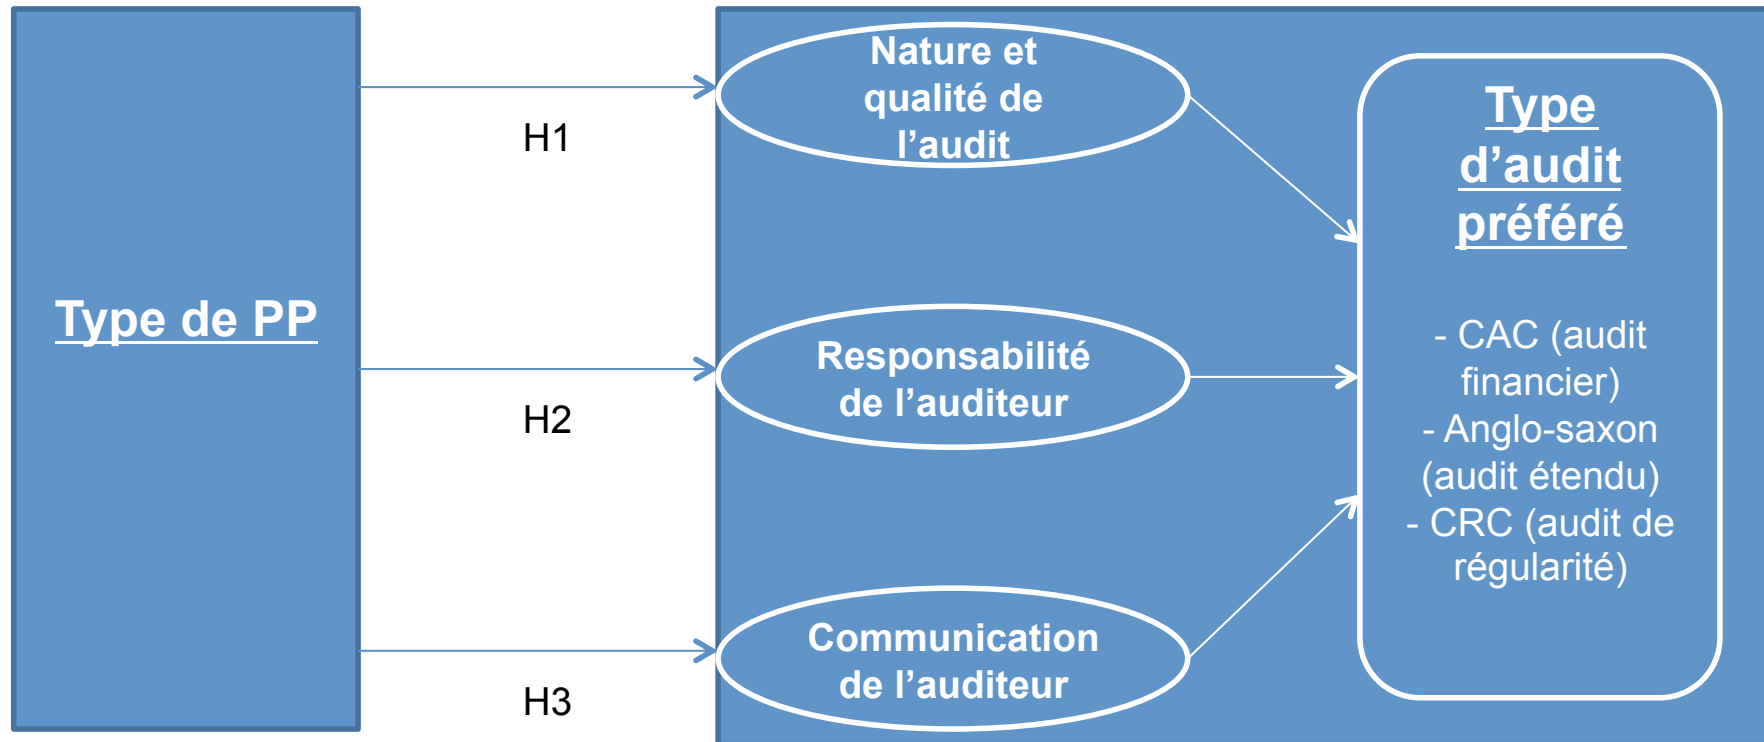 Type de PP
H1
H2
H3
Nature et
qualité de
l’audit
Responsabilité
de l’auditeur
Communication
de l’auditeur
Type
d’audit
préféré
- CAC (audit
financier)
- Anglo-saxon
(audit étendu)
- CRC (audit de
régularité)